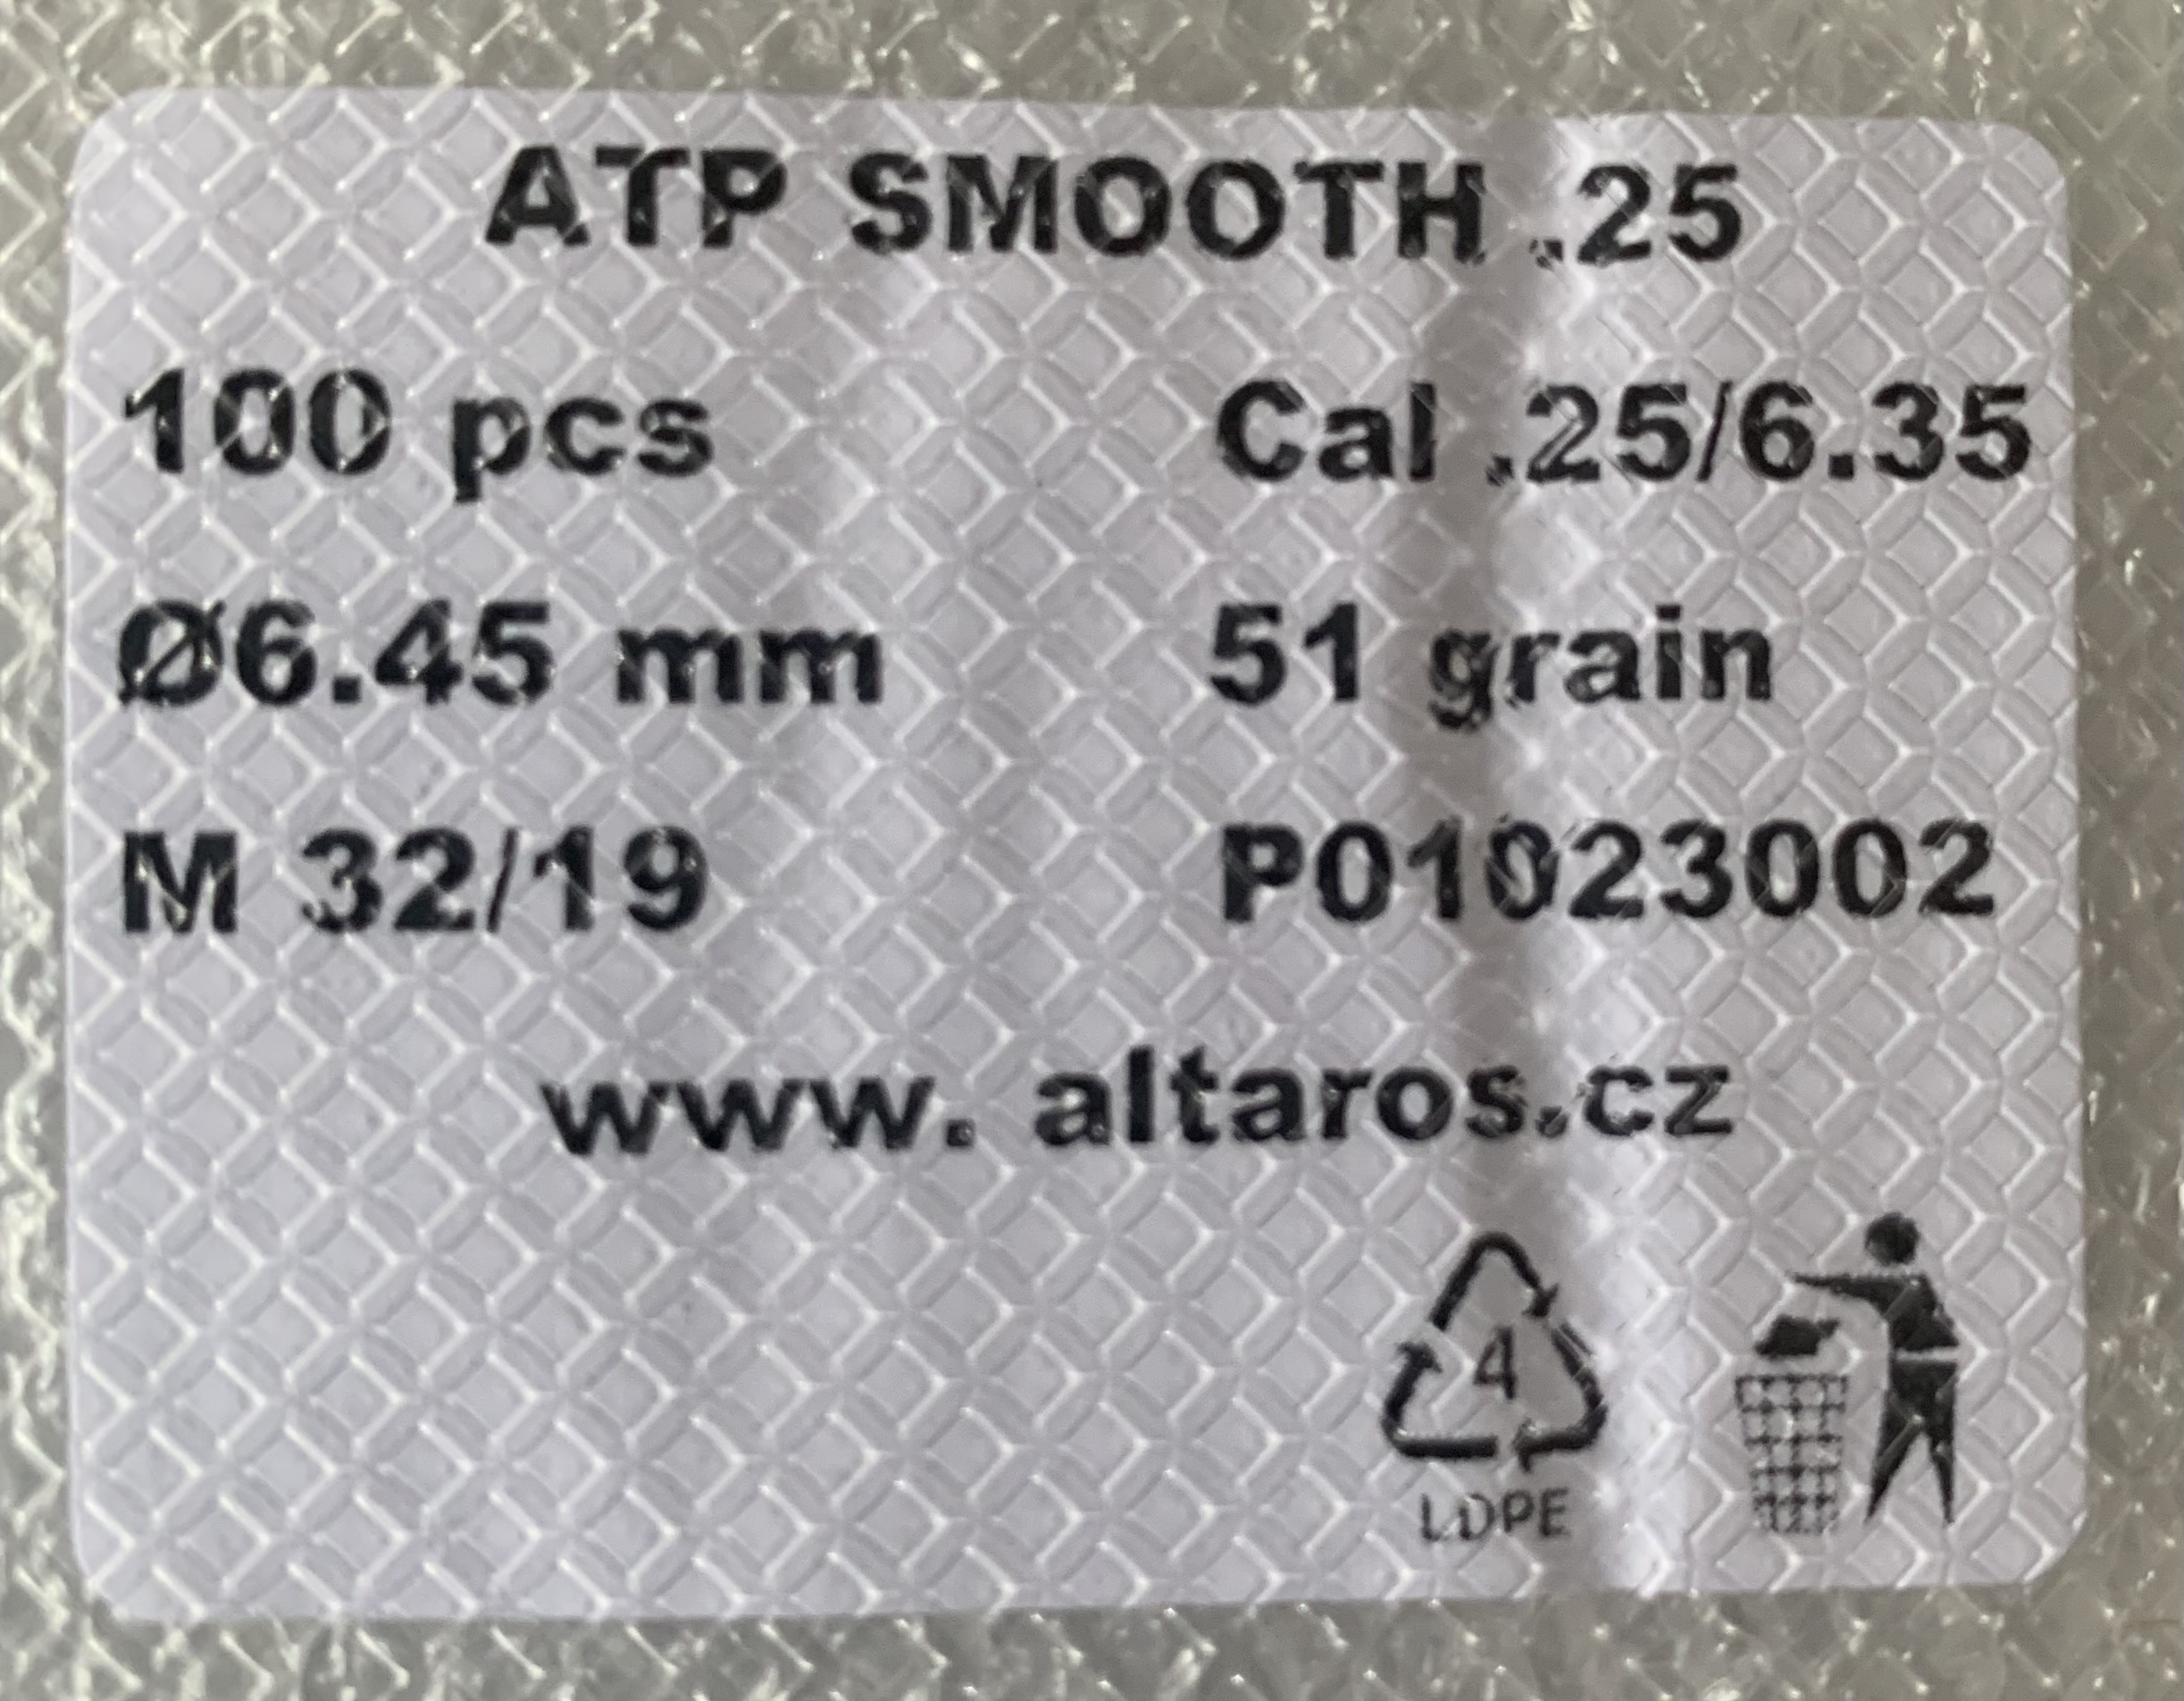 ATP SMOOTH .25
100 pcs Cal .25/6.35
Ø6.45 mm 51 grain
M 32/19 P01023002
www. altaros.cz
4
LDPE